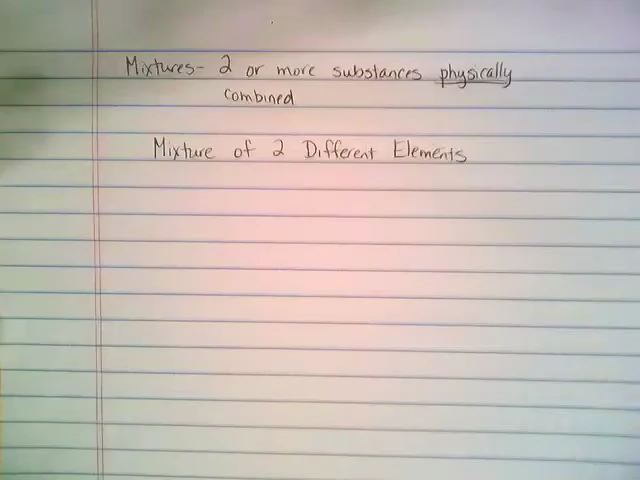 Mixtures- 2 or more substances physically
combined
Mixture of 2 Different Elements